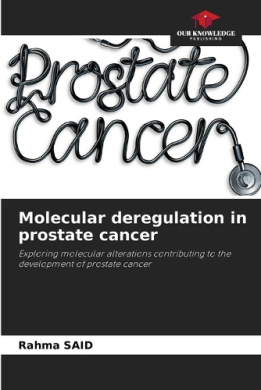 OUR KNOWLEDGE
PUBLISHING
Prostate
Cancer
Molecular deregulation in
prostate cancer
Exploring molecular alterations contributing to the
development of prostate cancer
Rahma SAID